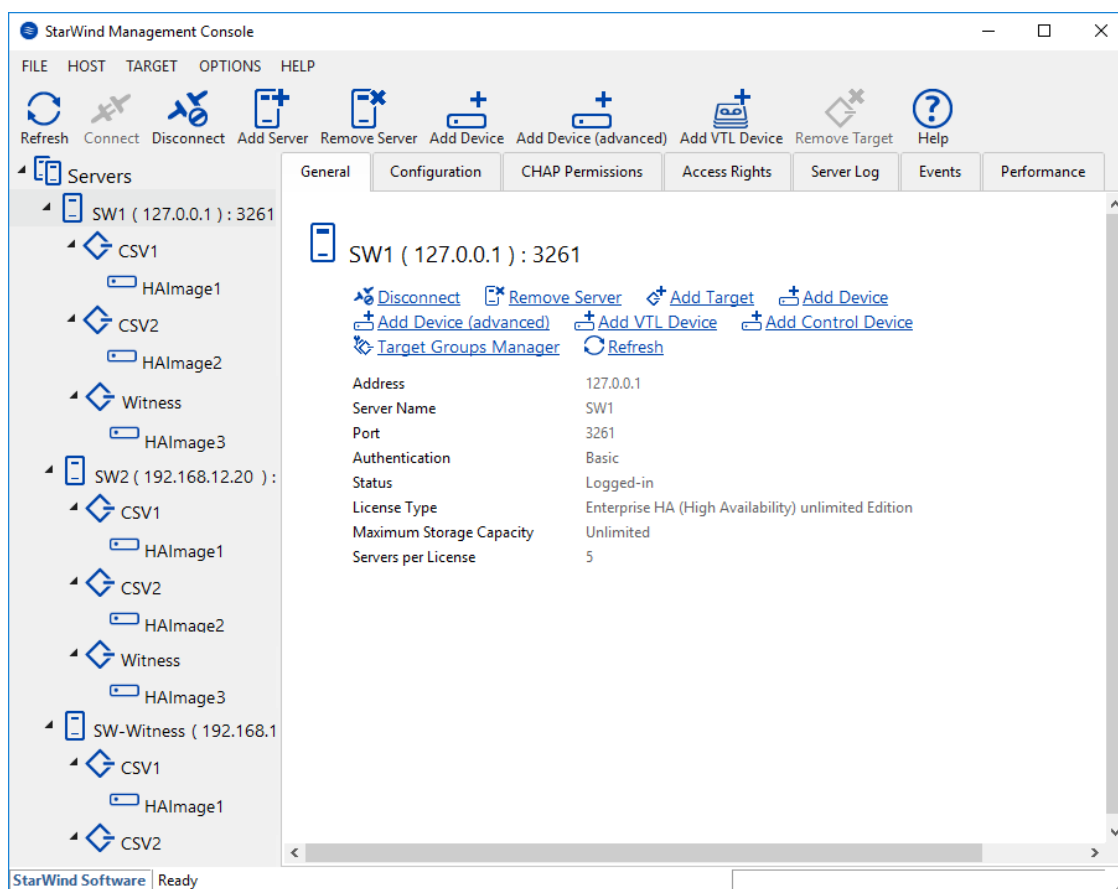 StarWind Management Console
FILE HOST TARGET OPTIONS HELP
Refresh Connect Disconnect Add Server Remove Server Add Device Add Device (advanced) Add VTL Device Remove Target Help
Servers
SW1 ( 127.0.0.1 ) : 3261
CSV1
HAImage1
CSV2
HAImage2
Witness
HAImage3
SW2 ( 192.168.12.20 ) :
CSV1
HAImage1
CSV2
HAImage2
Witness
HAImage3
SW-Witness ( 192.168.1
CSV1
HAImage1
CSV2
General Configuration CHAP Permissions Access Rights Server Log Events Performance
SW1 ( 127.0.0.1 ) : 3261
Disconnect Remove Server Add Target Add Device
Add Device (advanced) Add VTL Device Add Control Device
Target Groups Manager Refresh
Address 127.0.0.1
Server Name SW1
Port 3261
Authentication Basic
Status Logged-in
License Type Enterprise HA (High Availability) unlimited Edition
Maximum Storage Capacity Unlimited
Servers per License 5
StarWind Software Ready